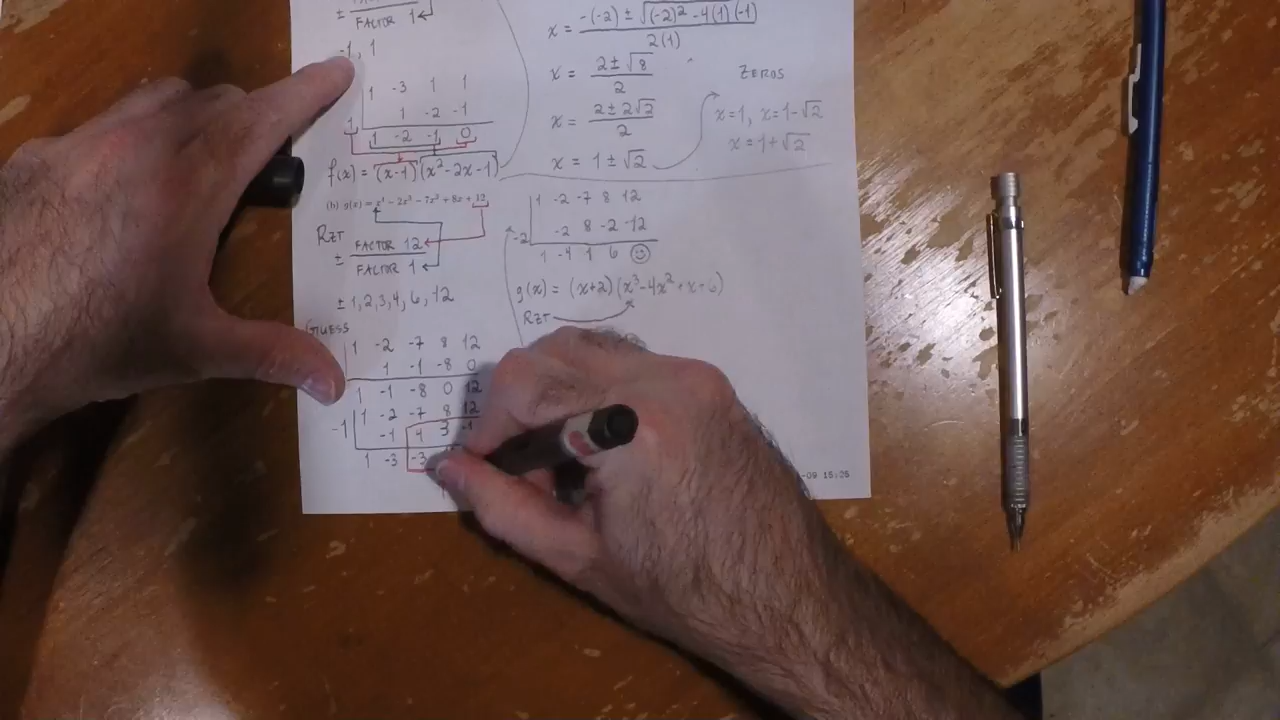 ± FACTOR 1
-1, 1
1 -3 1 1
1 -2 -1
1
1 -2 -1 0
f(x) = (x-1)(x²-2x-1)
(b) g(x) = x⁴ − 2x³ − 7x² + 8x + 12
RZT
± FACTOR 12
FACTOR 1
± 1, 2, 3, 4, 6, 12
GUESS
1 -2 -7 8 12
1 -1 -8 0
1 -1 -8 0 12
-1
1 -2 -7 8 12
-1 4 3
1 -3 -3
x = -(-2) ± √(-2)² - 4(1)(-1)
2(1)
x = 2 ± √8
2
x = 2 ± 2√2
2
x = 1 ± √2
ZEROS
x=1, x=1-√2
x=1+√2
1 -2 -7 8 12
-2 8 -2 -12
-2
1 -4 1 6 ☺
g(x) = (x+2)(x³-4x²+x+6)
RZT
-09 15:25